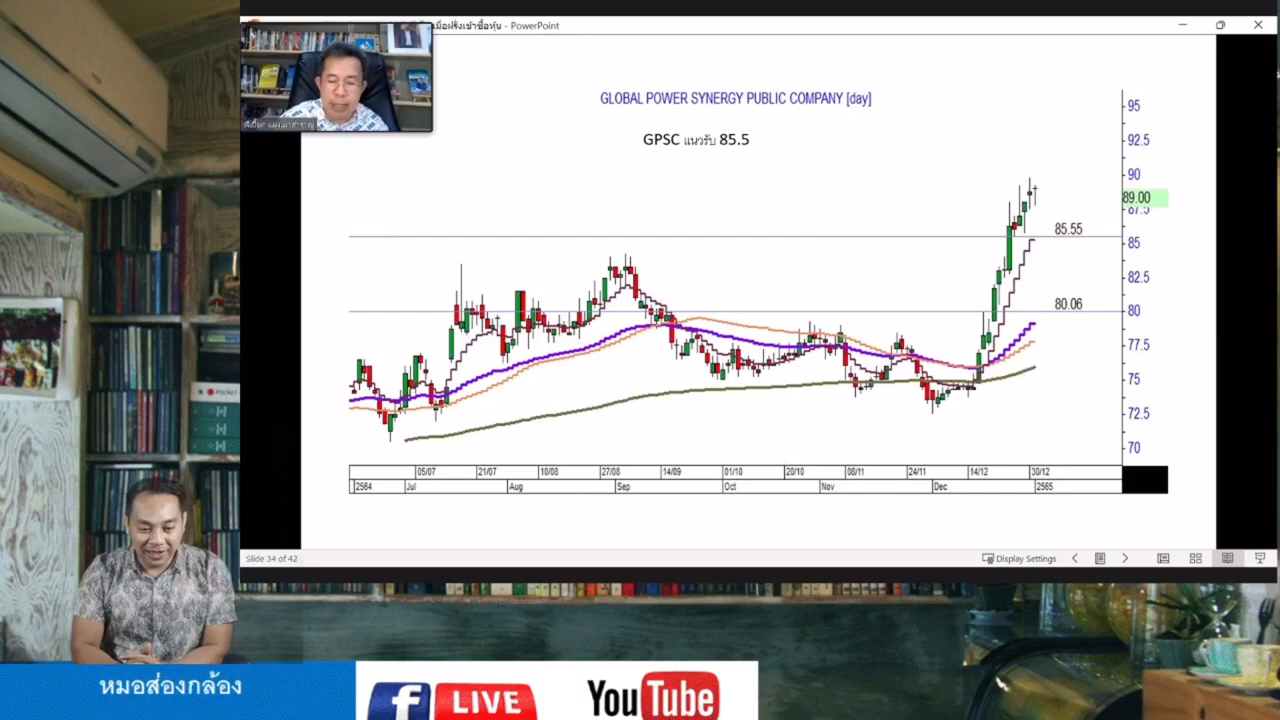 เมื่อฝรั่งเข้าซื้อหุ้น - PowerPoint
GLOBAL POWER SYNERGY PUBLIC COMPANY [day]
GPSC แนวรับ 85.5
95
92.5
90
89.00
87.5
85.55
85
82.5
80.06
80
77.5
75
72.5
70
05/07 21/07 10/08 27/08 14/09 01/10 20/10 08/11 24/11 14/12 30/12
2564 Jul Aug Sep Oct Nov Dec 2565
Slide 34 of 42
Display Settings
POCKET
หมอส่องกล้อง
f LIVE
YouTube